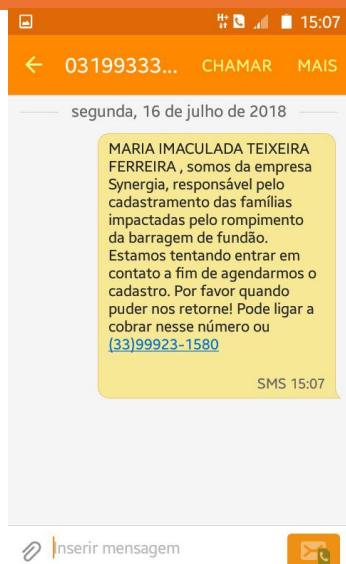 15:07
03199333... CHAMAR MAIS
segunda, 16 de julho de 2018
MARIA IMACULADA TEIXEIRA
FERREIRA , somos da empresa
Synergia, responsável pelo
cadastramento das famílias
impactadas pelo rompimento
da barragem de fundão.
Estamos tentando entrar em
contato a fim de agendarmos o
cadastro. Por favor quando
puder nos retorne! Pode ligar a
cobrar nesse número ou
(33)99923-1580
SMS 15:07
Inserir mensagem